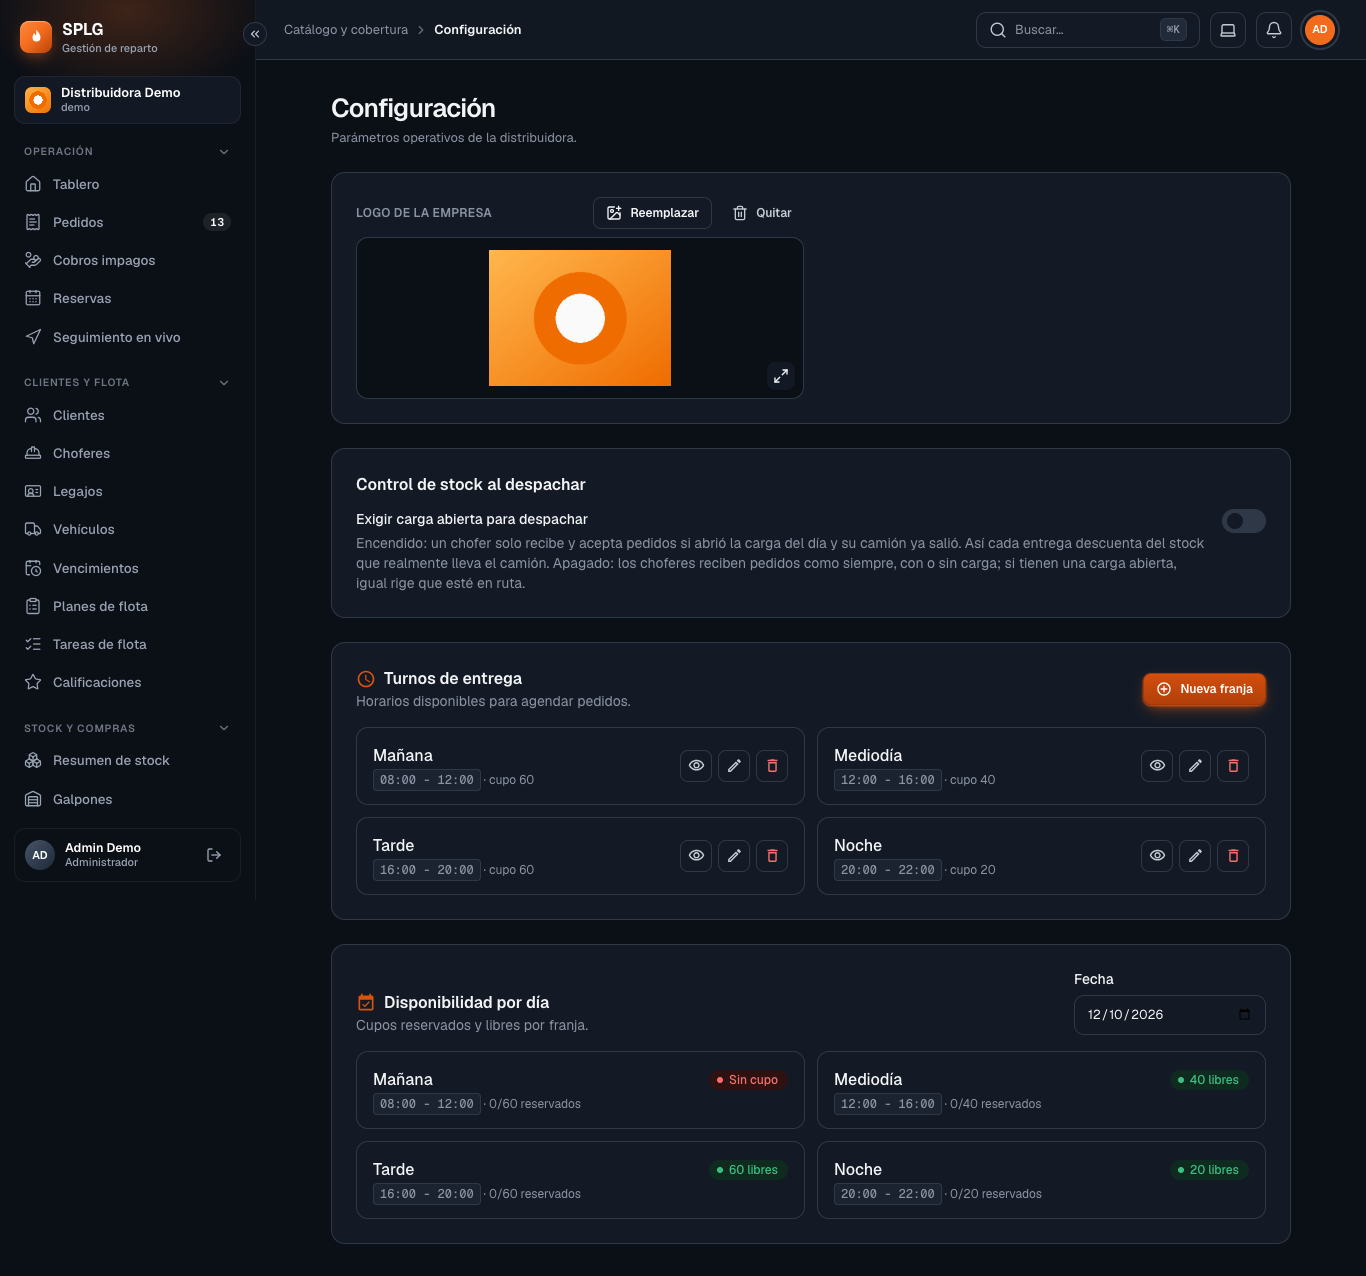 SPLG
Gestión de reparto
Distribuidora Demo
demo
OPERACIÓN
Tablero
Pedidos 13
Cobros impagos
Reservas
Seguimiento en vivo
CLIENTES Y FLOTA
Clientes
Choferes
Legajos
Vehículos
Vencimientos
Planes de flota
Tareas de flota
Calificaciones
STOCK Y COMPRAS
Resumen de stock
Galpones
AD Admin Demo
Administrador
Catálogo y cobertura > Configuración
Buscar... ⌘K
AD
Configuración
Parámetros operativos de la distribuidora.
LOGO DE LA EMPRESA Reemplazar Quitar
Control de stock al despachar
Exigir carga abierta para despachar
Encendido: un chofer solo recibe y acepta pedidos si abrió la carga del día y su camión ya salió. Así cada entrega descuenta del stock
que realmente lleva el camión. Apagado: los choferes reciben pedidos como siempre, con o sin carga; si tienen una carga abierta,
igual rige que esté en ruta.
Turnos de entrega
Horarios disponibles para agendar pedidos.
Nueva franja
Mañana
08:00 - 12:00 · cupo 60
Mediodía
12:00 - 16:00 · cupo 40
Tarde
16:00 - 20:00 · cupo 60
Noche
20:00 - 22:00 · cupo 20
Disponibilidad por día
Cupos reservados y libres por franja.
Fecha
12/10/2026
Mañana Sin cupo
08:00 - 12:00 · 0/60 reservados
Mediodía 40 libres
12:00 - 16:00 · 0/40 reservados
Tarde 60 libres
16:00 - 20:00 · 0/60 reservados
Noche 20 libres
20:00 - 22:00 · 0/20 reservados